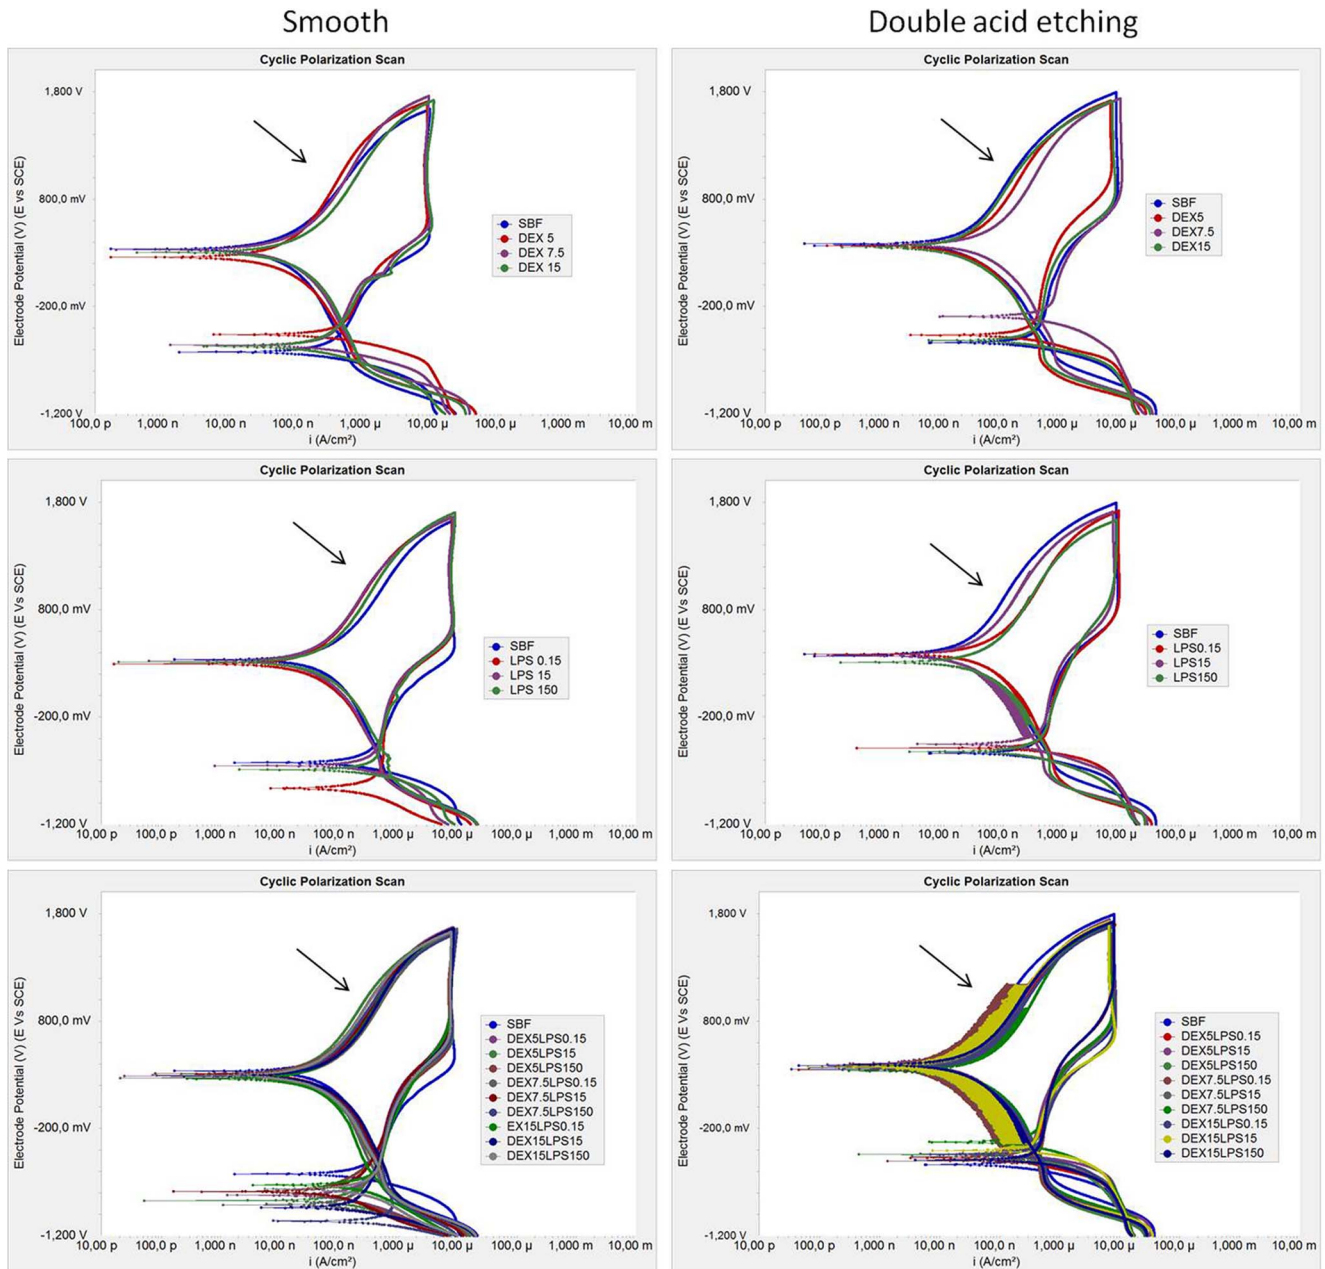 Smooth
Double acid etching
Cyclic Polarization Scan
Electrode Potential (V) (E vs SCE)
1,800 V
800,0 mV
-200,0 mV
-1,200 V
SBF
DEX 5
DEX 7.5
DEX 15
100,0 p 1,000 n 10,00 n 100,0 n 1,000 µ 10,00 µ 100,0 µ 1,000 m 10,00 m
i (A/cm²)
Cyclic Polarization Scan
Electrode Potential (V) (E vs SCE)
1,800 V
800,0 mV
-200,0 mV
-1,200 V
SBF
DEX5
DEX7.5
DEX15
10,00 p 100,0 p 1,000 n 10,00 n 100,0 n 1,000 µ 10,00 µ 100,0 µ 1,000 m 10,00 m
i (A/cm²)
Cyclic Polarization Scan
Electrode Potential (V) (E Vs SCE)
1,800 V
800,0 mV
-200,0 mV
-1,200 V
SBF
LPS 0.15
LPS 15
LPS 150
10,00 p 100,0 p 1,000 n 10,00 n 100,0 n 1,000 µ 10,00 µ 100,0 µ 1,000 m 10,00 m
i (A/cm²)
Cyclic Polarization Scan
Electrode Potential (V) (E Vs SCE)
1,800 V
800,0 mV
-200,0 mV
-1,200 V
SBF
LPS0.15
LPS15
LPS150
10,00 p 100,0 p 1,000 n 10,00 n 100,0 n 1,000 µ 10,00 µ 100,0 µ 1,000 m 10,00 m
i (A/cm²)
Cyclic Polarization Scan
Electrode Potential (V) (E Vs SCE)
1,800 V
800,0 mV
-200,0 mV
-1,200 V
SBF
DEX5LPS0.15
DEX5LPS15
DEX5LPS150
DEX7.5LPS0.15
DEX7.5LPS15
DEX7.5LPS150
EX15LPS0.15
DEX15LPS15
DEX15LPS150
10,00 p 100,0 p 1,000 n 10,00 n 100,0 n 1,000 µ 10,00 µ 100,0 µ 1,000 m 10,00 m
i (A/cm²)
Cyclic Polarization Scan
Electrode Potential (V) (E Vs SCE)
1,800 V
800,0 mV
-200,0 mV
-1,200 V
SBF
DEX5LPS0.15
DEX5LPS15
DEX5LPS150
DEX7.5LPS0.15
DEX7.5LPS15
DEX7.5LPS150
DEX15LPS0.15
DEX15LPS15
DEX15LPS150
10,00 p 100,0 p 1,000 n 10,00 n 100,0 n 1,000 µ 10,00 µ 100,0 µ 1,000 m 10,00 m
i (A/cm²)